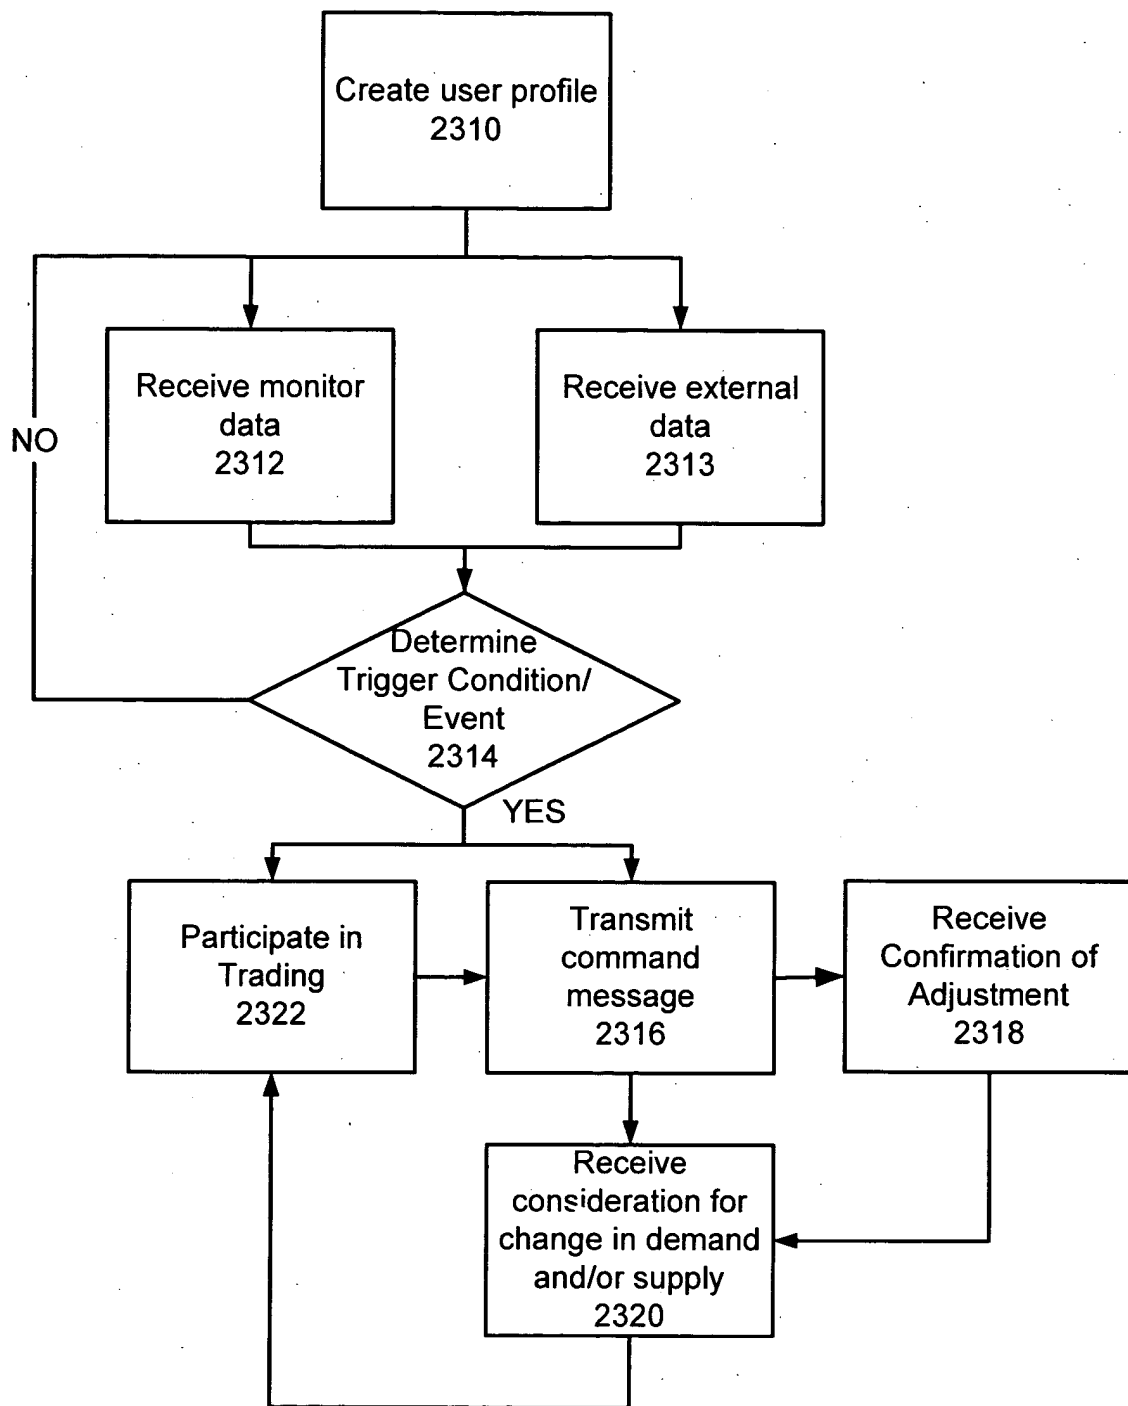 Create user profile
2310
Receive monitor
data
2312
Receive external
data
2313
NO
Determine
Trigger Condition/
Event
2314
YES
Participate in
Trading
2322
Transmit
command
message
2316
Receive
Confirmation of
Adjustment
2318
Receive
consideration for
change in demand
and/or supply
2320